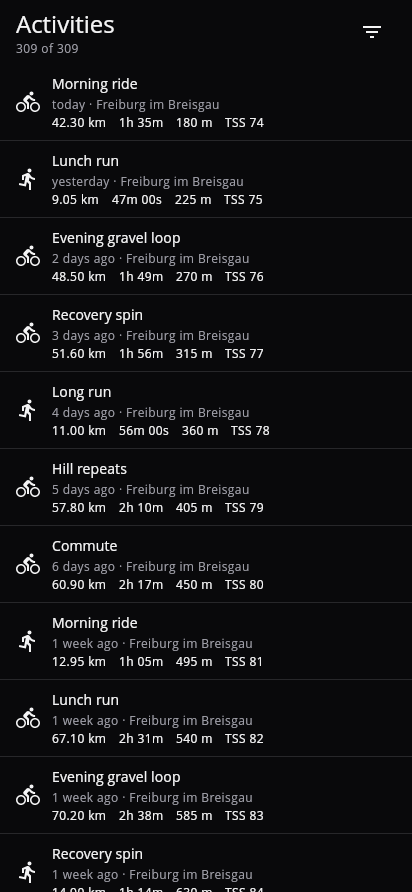 Activities
309 of 309
Morning ride
today · Freiburg im Breisgau
42.30 km 1h 35m 180 m TSS 74
Lunch run
yesterday · Freiburg im Breisgau
9.05 km 47m 00s 225 m TSS 75
Evening gravel loop
2 days ago · Freiburg im Breisgau
48.50 km 1h 49m 270 m TSS 76
Recovery spin
3 days ago · Freiburg im Breisgau
51.60 km 1h 56m 315 m TSS 77
Long run
4 days ago · Freiburg im Breisgau
11.00 km 56m 00s 360 m TSS 78
Hill repeats
5 days ago · Freiburg im Breisgau
57.80 km 2h 10m 405 m TSS 79
Commute
6 days ago · Freiburg im Breisgau
60.90 km 2h 17m 450 m TSS 80
Morning ride
1 week ago · Freiburg im Breisgau
12.95 km 1h 05m 495 m TSS 81
Lunch run
1 week ago · Freiburg im Breisgau
67.10 km 2h 31m 540 m TSS 82
Evening gravel loop
1 week ago · Freiburg im Breisgau
70.20 km 2h 38m 585 m TSS 83
Recovery spin
1 week ago · Freiburg im Breisgau